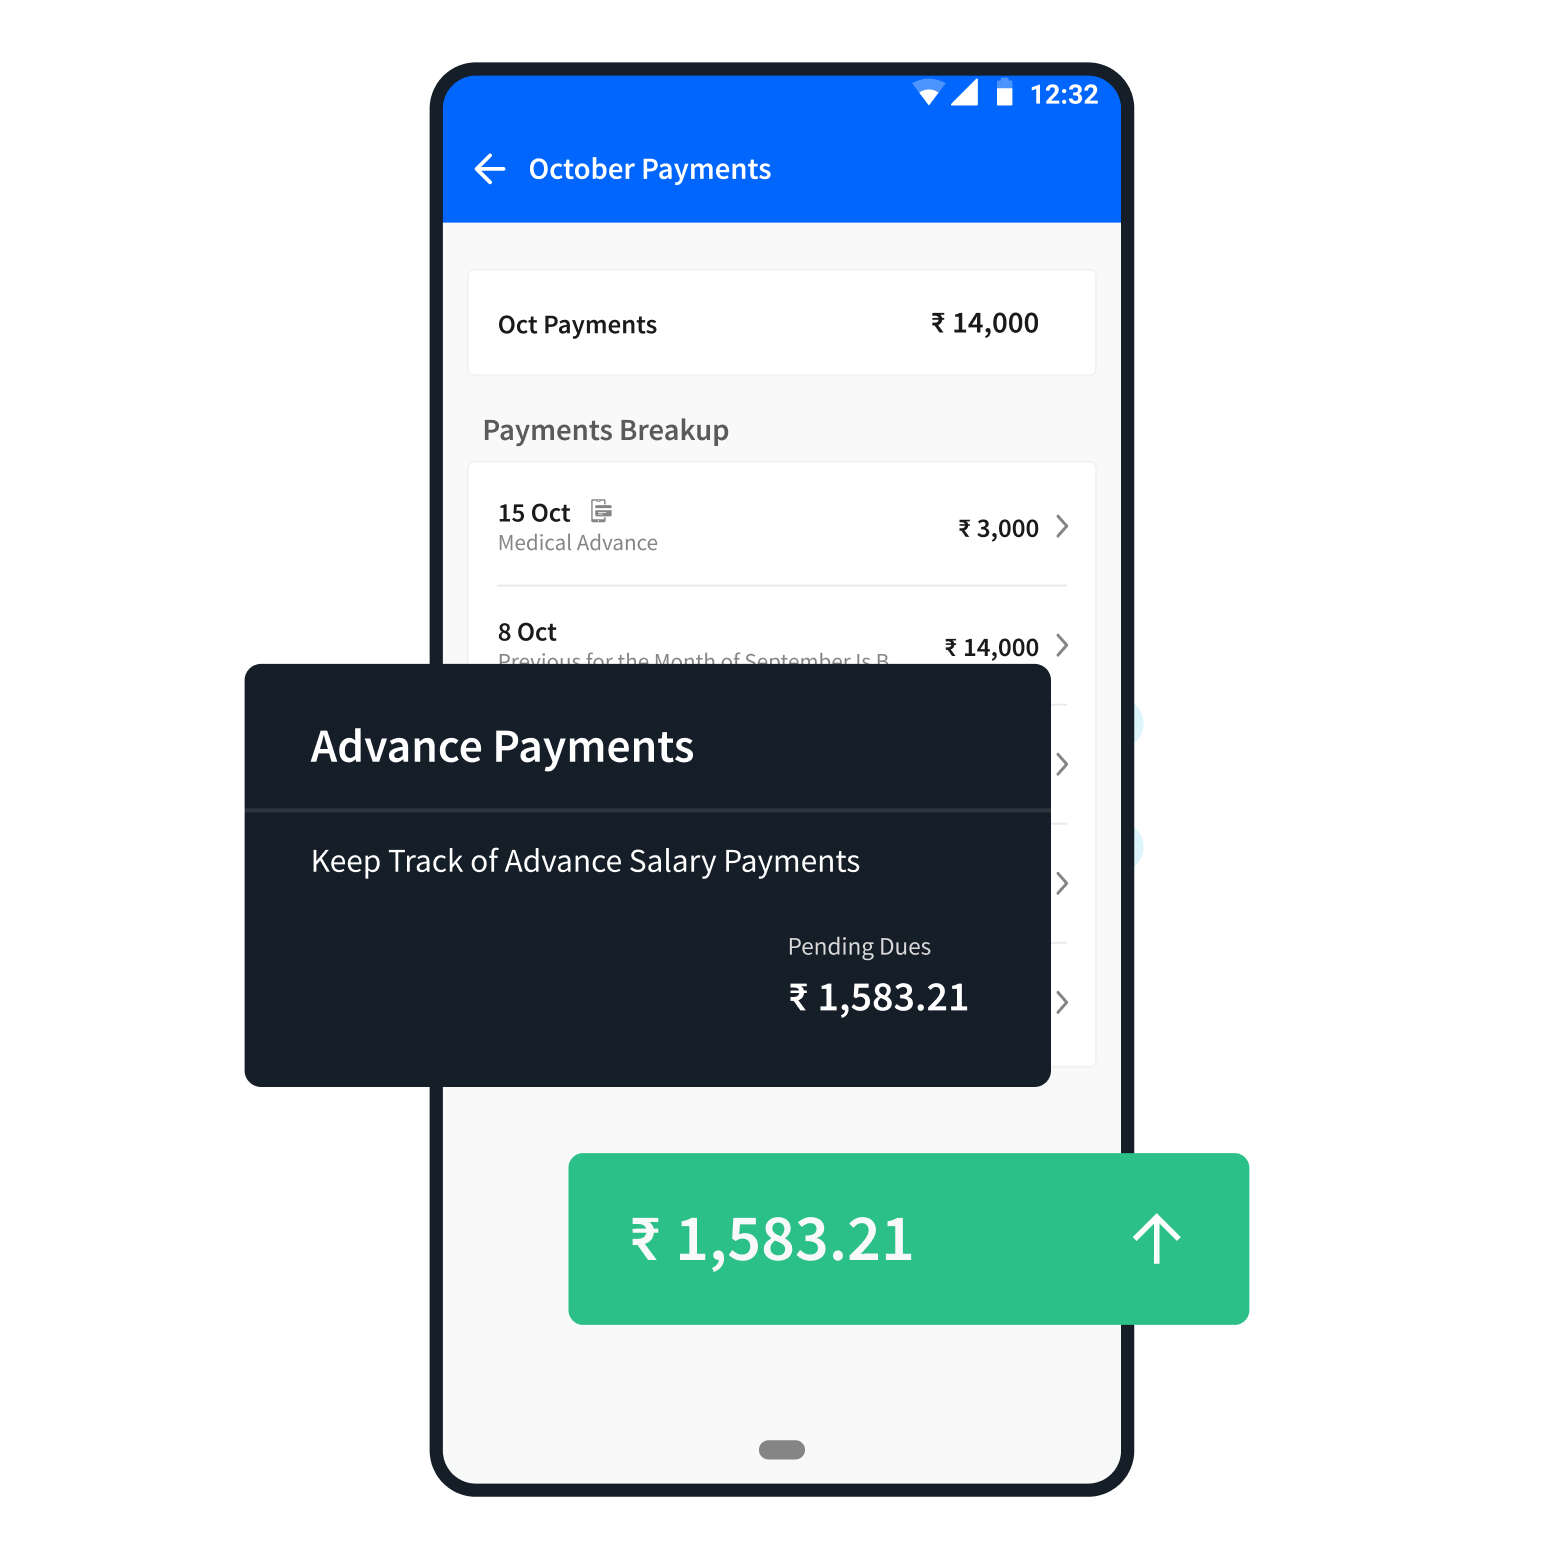 12:32
October Payments
Oct Payments ₹ 14,000
Payments Breakup
15 Oct
Medical Advance
₹ 3,000
8 Oct
Previous for the Month of September Is B
₹ 14,000
Advance Payments
Keep Track of Advance Salary Payments
Pending Dues
₹ 1,583.21
₹ 1,583.21